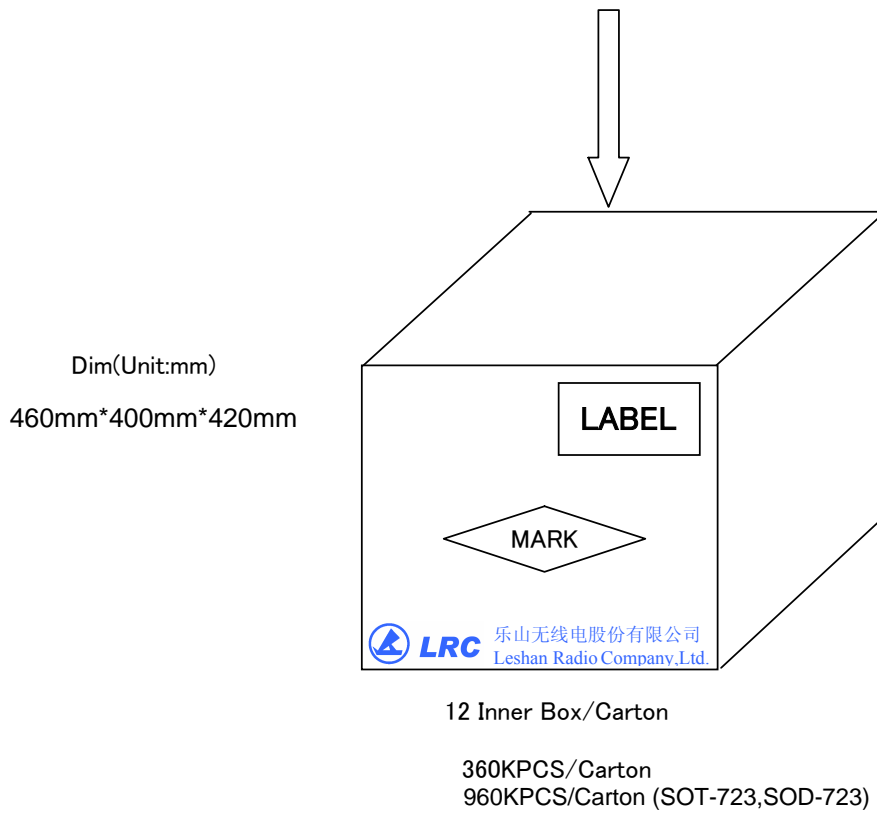 Dim(Unit:mm)
460mm*400mm*420mm
LABEL
MARK
LRC
乐山无线电股份有限公司
Leshan Radio Company,Ltd.
12 Inner Box/Carton
360KPCS/Carton
960KPCS/Carton (SOT-723,SOD-723)